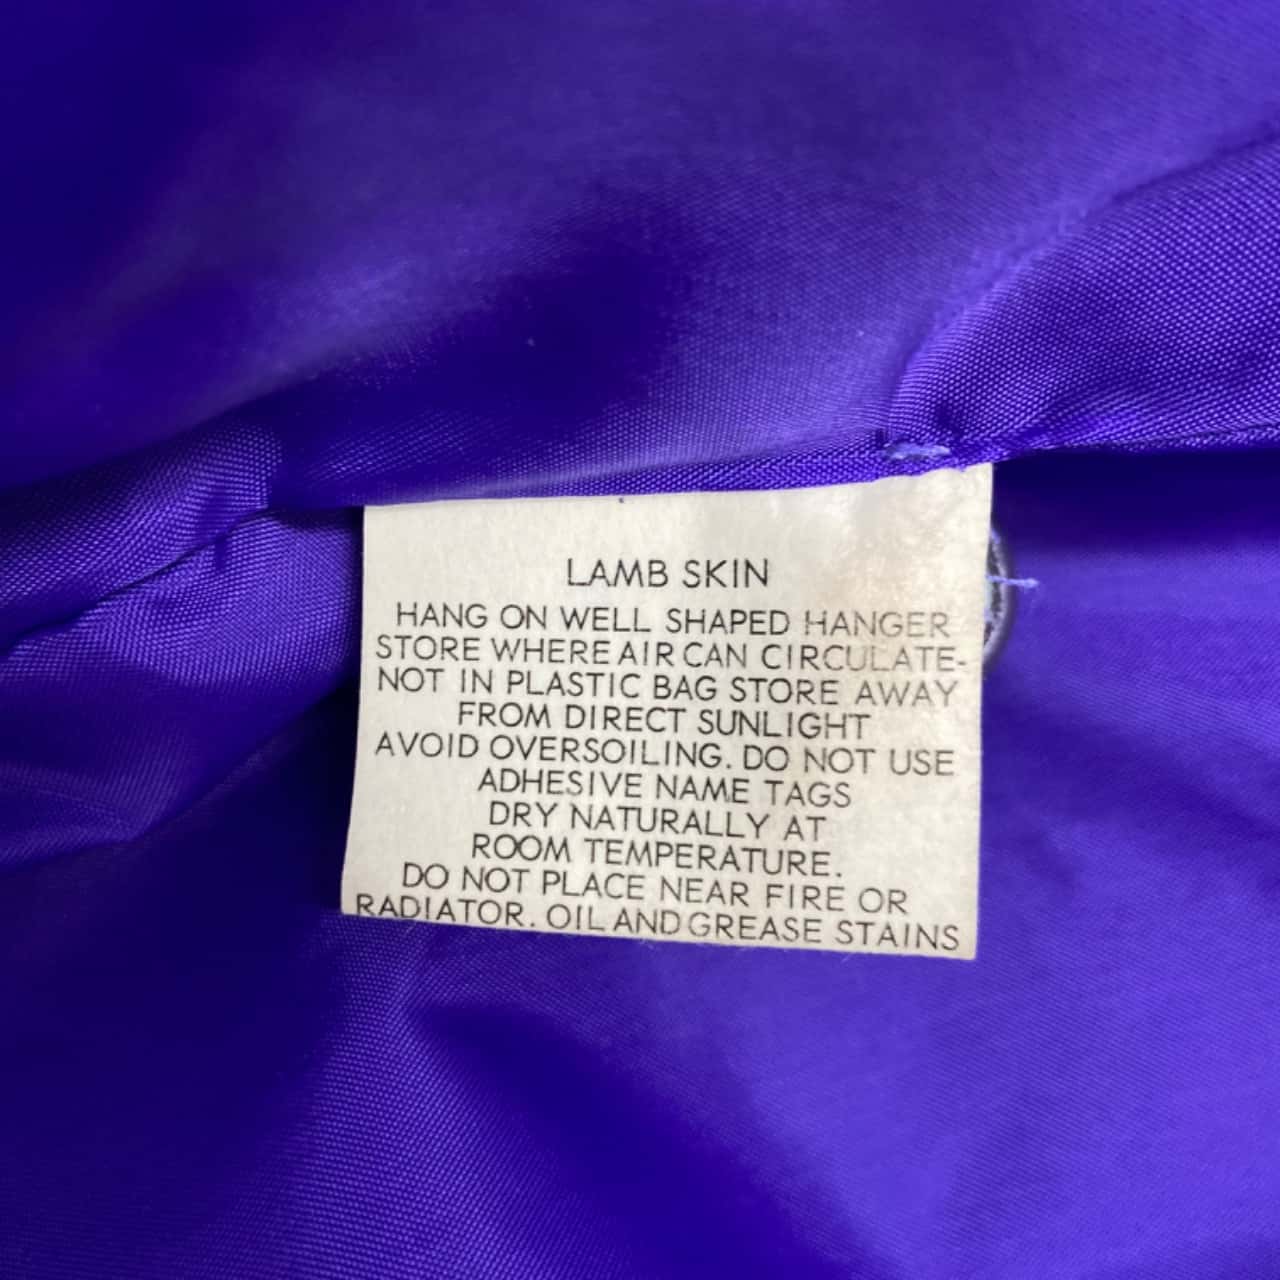 LAMB SKIN
HANG ON WELL SHAPED HANGER
STORE WHERE AIR CAN CIRCULATE-
NOT IN PLASTIC BAG STORE AWAY
FROM DIRECT SUNLIGHT
AVOID OVERSOILING. DO NOT USE
ADHESIVE NAME TAGS
DRY NATURALLY AT
ROOM TEMPERATURE.
DO NOT PLACE NEAR FIRE OR
RADIATOR. OIL AND GREASE STAINS